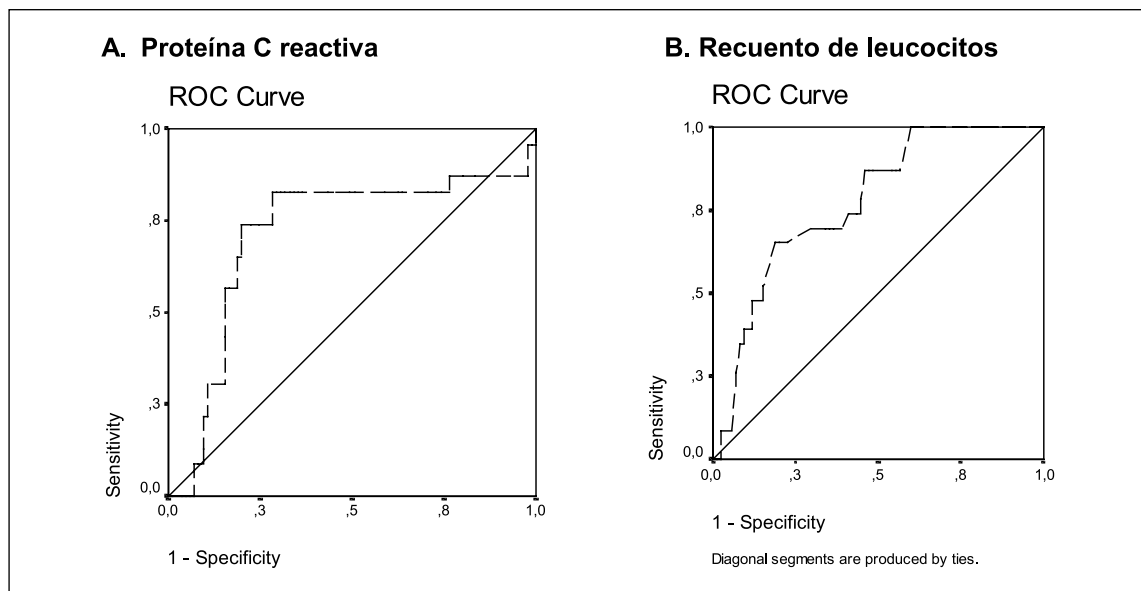 A. Proteína C reactiva
ROC Curve
1,0
,8
,5
,3
0,0
Sensitivity
0,0 ,3 ,5 ,8 1,0
1 - Specificity
B. Recuento de leucocitos
ROC Curve
1,0
,8
,5
,3
0,0
Sensitivity
0,0 ,3 ,5 ,8 1,0
1 - Specificity
Diagonal segments are produced by ties.